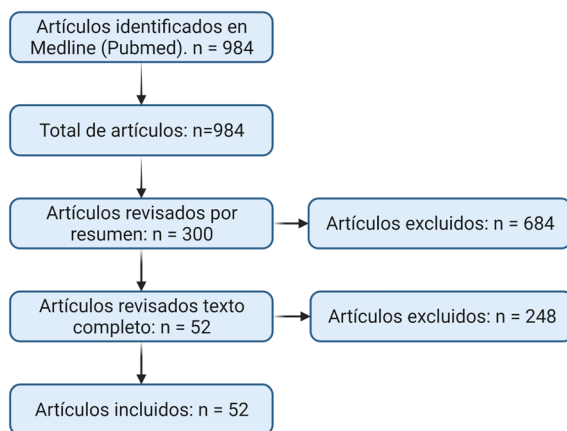 Artículos identificados en
Medline (Pubmed). n = 984
Total de artículos: n=984
Artículos revisados por
resumen: n = 300
Artículos excluidos: n = 684
Artículos revisados texto
completo: n = 52
Artículos excluidos: n = 248
Artículos incluidos: n = 52